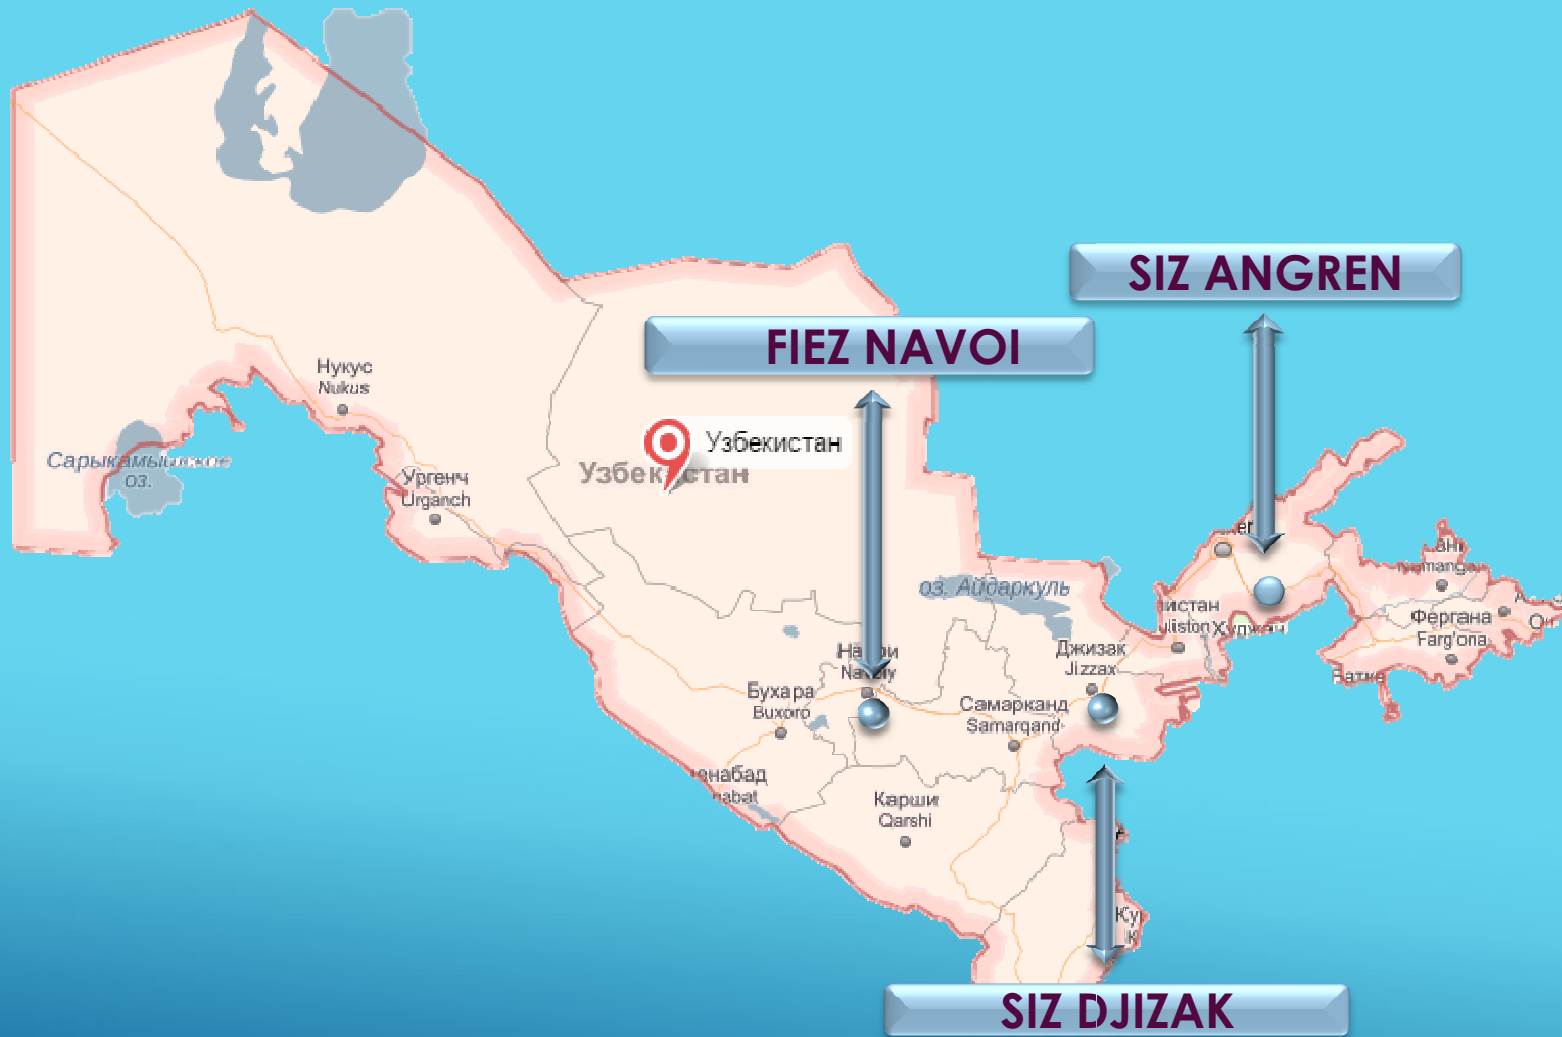 SIZ ANGREN
FIEZ NAVOI
Нукус
Nukus
Узбекистан
оз.
Узбекистан
Ургенч
Urganch
оз. Айдаркуль
Джизак
Jizzax
Фергана
Farg'ona
Бухара
Buxoro
Самарканд
Samarqand
Карши
Qarshi
SIZ DJIZAK